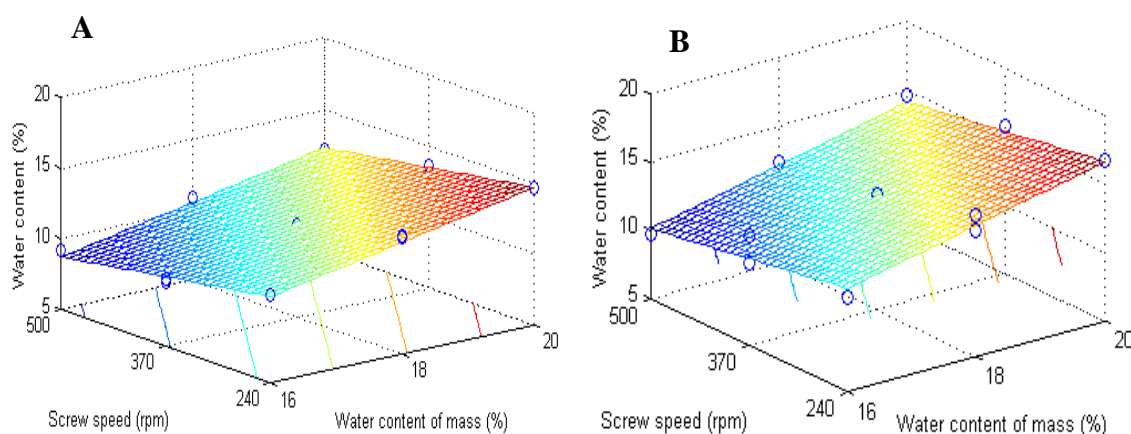 A
Water content (%)
20
15
10
5
500
370
240
16
18
20
Screw speed (rpm)
Water content of mass (%)
B
Water content (%)
20
15
10
5
500
370
240
16
18
20
Screw speed (rpm)
Water content of mass (%)